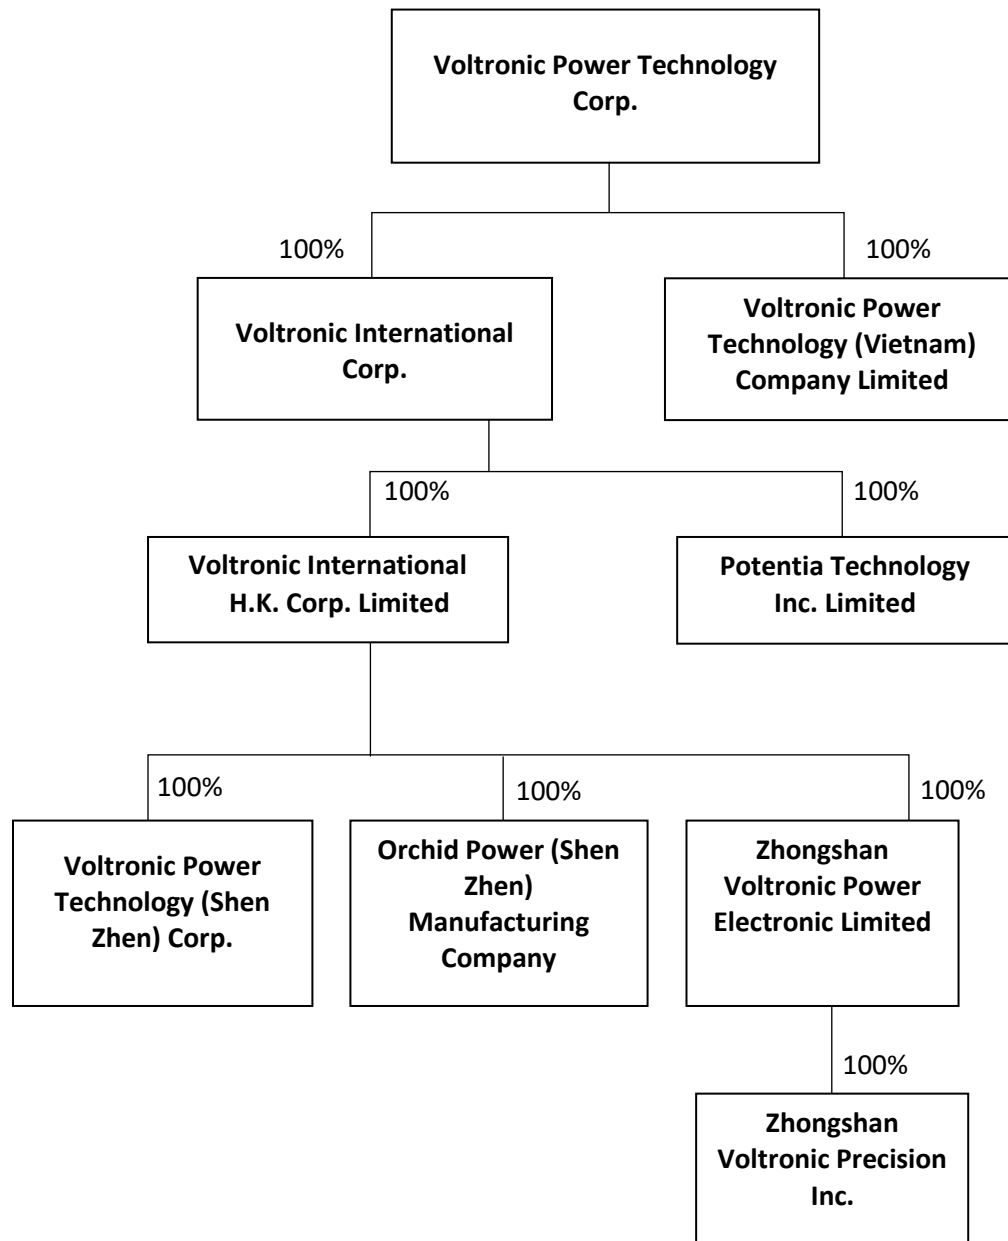 Voltronic Power Technology
Corp.
100%
100%
Voltronic International
Corp.
Voltronic Power
Technology (Vietnam)
Company Limited
100%
100%
Voltronic International
H.K. Corp. Limited
Potentia Technology
Inc. Limited
100%
100%
100%
Voltronic Power
Technology (Shen
Zhen) Corp.
Orchid Power (Shen
Zhen)
Manufacturing
Company
Zhongshan
Voltronic Power
Electronic Limited
100%
Zhongshan
Voltronic Precision
Inc.